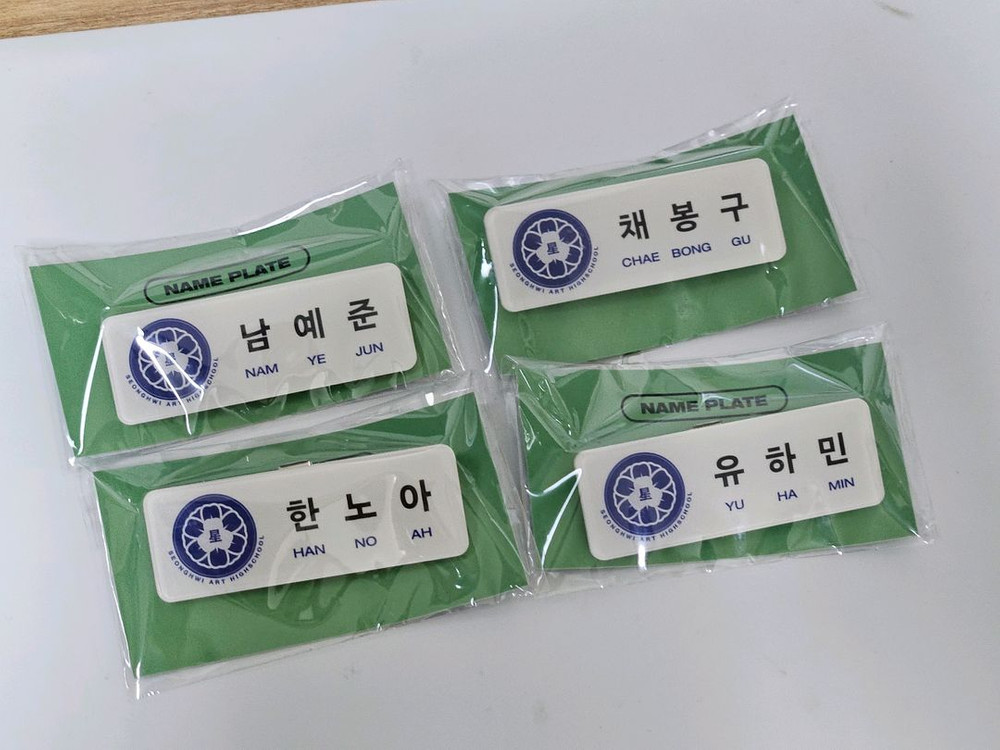 NAME PLATE
남 예 준
NAM YE JUN
星
SEONGHWI ART HIGHSCHOOL
채 봉 구
CHAE BONG GU
星
SEONGHWI ART HIGHSCHOOL
한 노 아
HAN NO AH
星
SEONGHWI ART HIGHSCHOOL
NAME PLATE
유 하 민
YU HA MIN
星
SEONGHWI ART HIGHSCHOOL